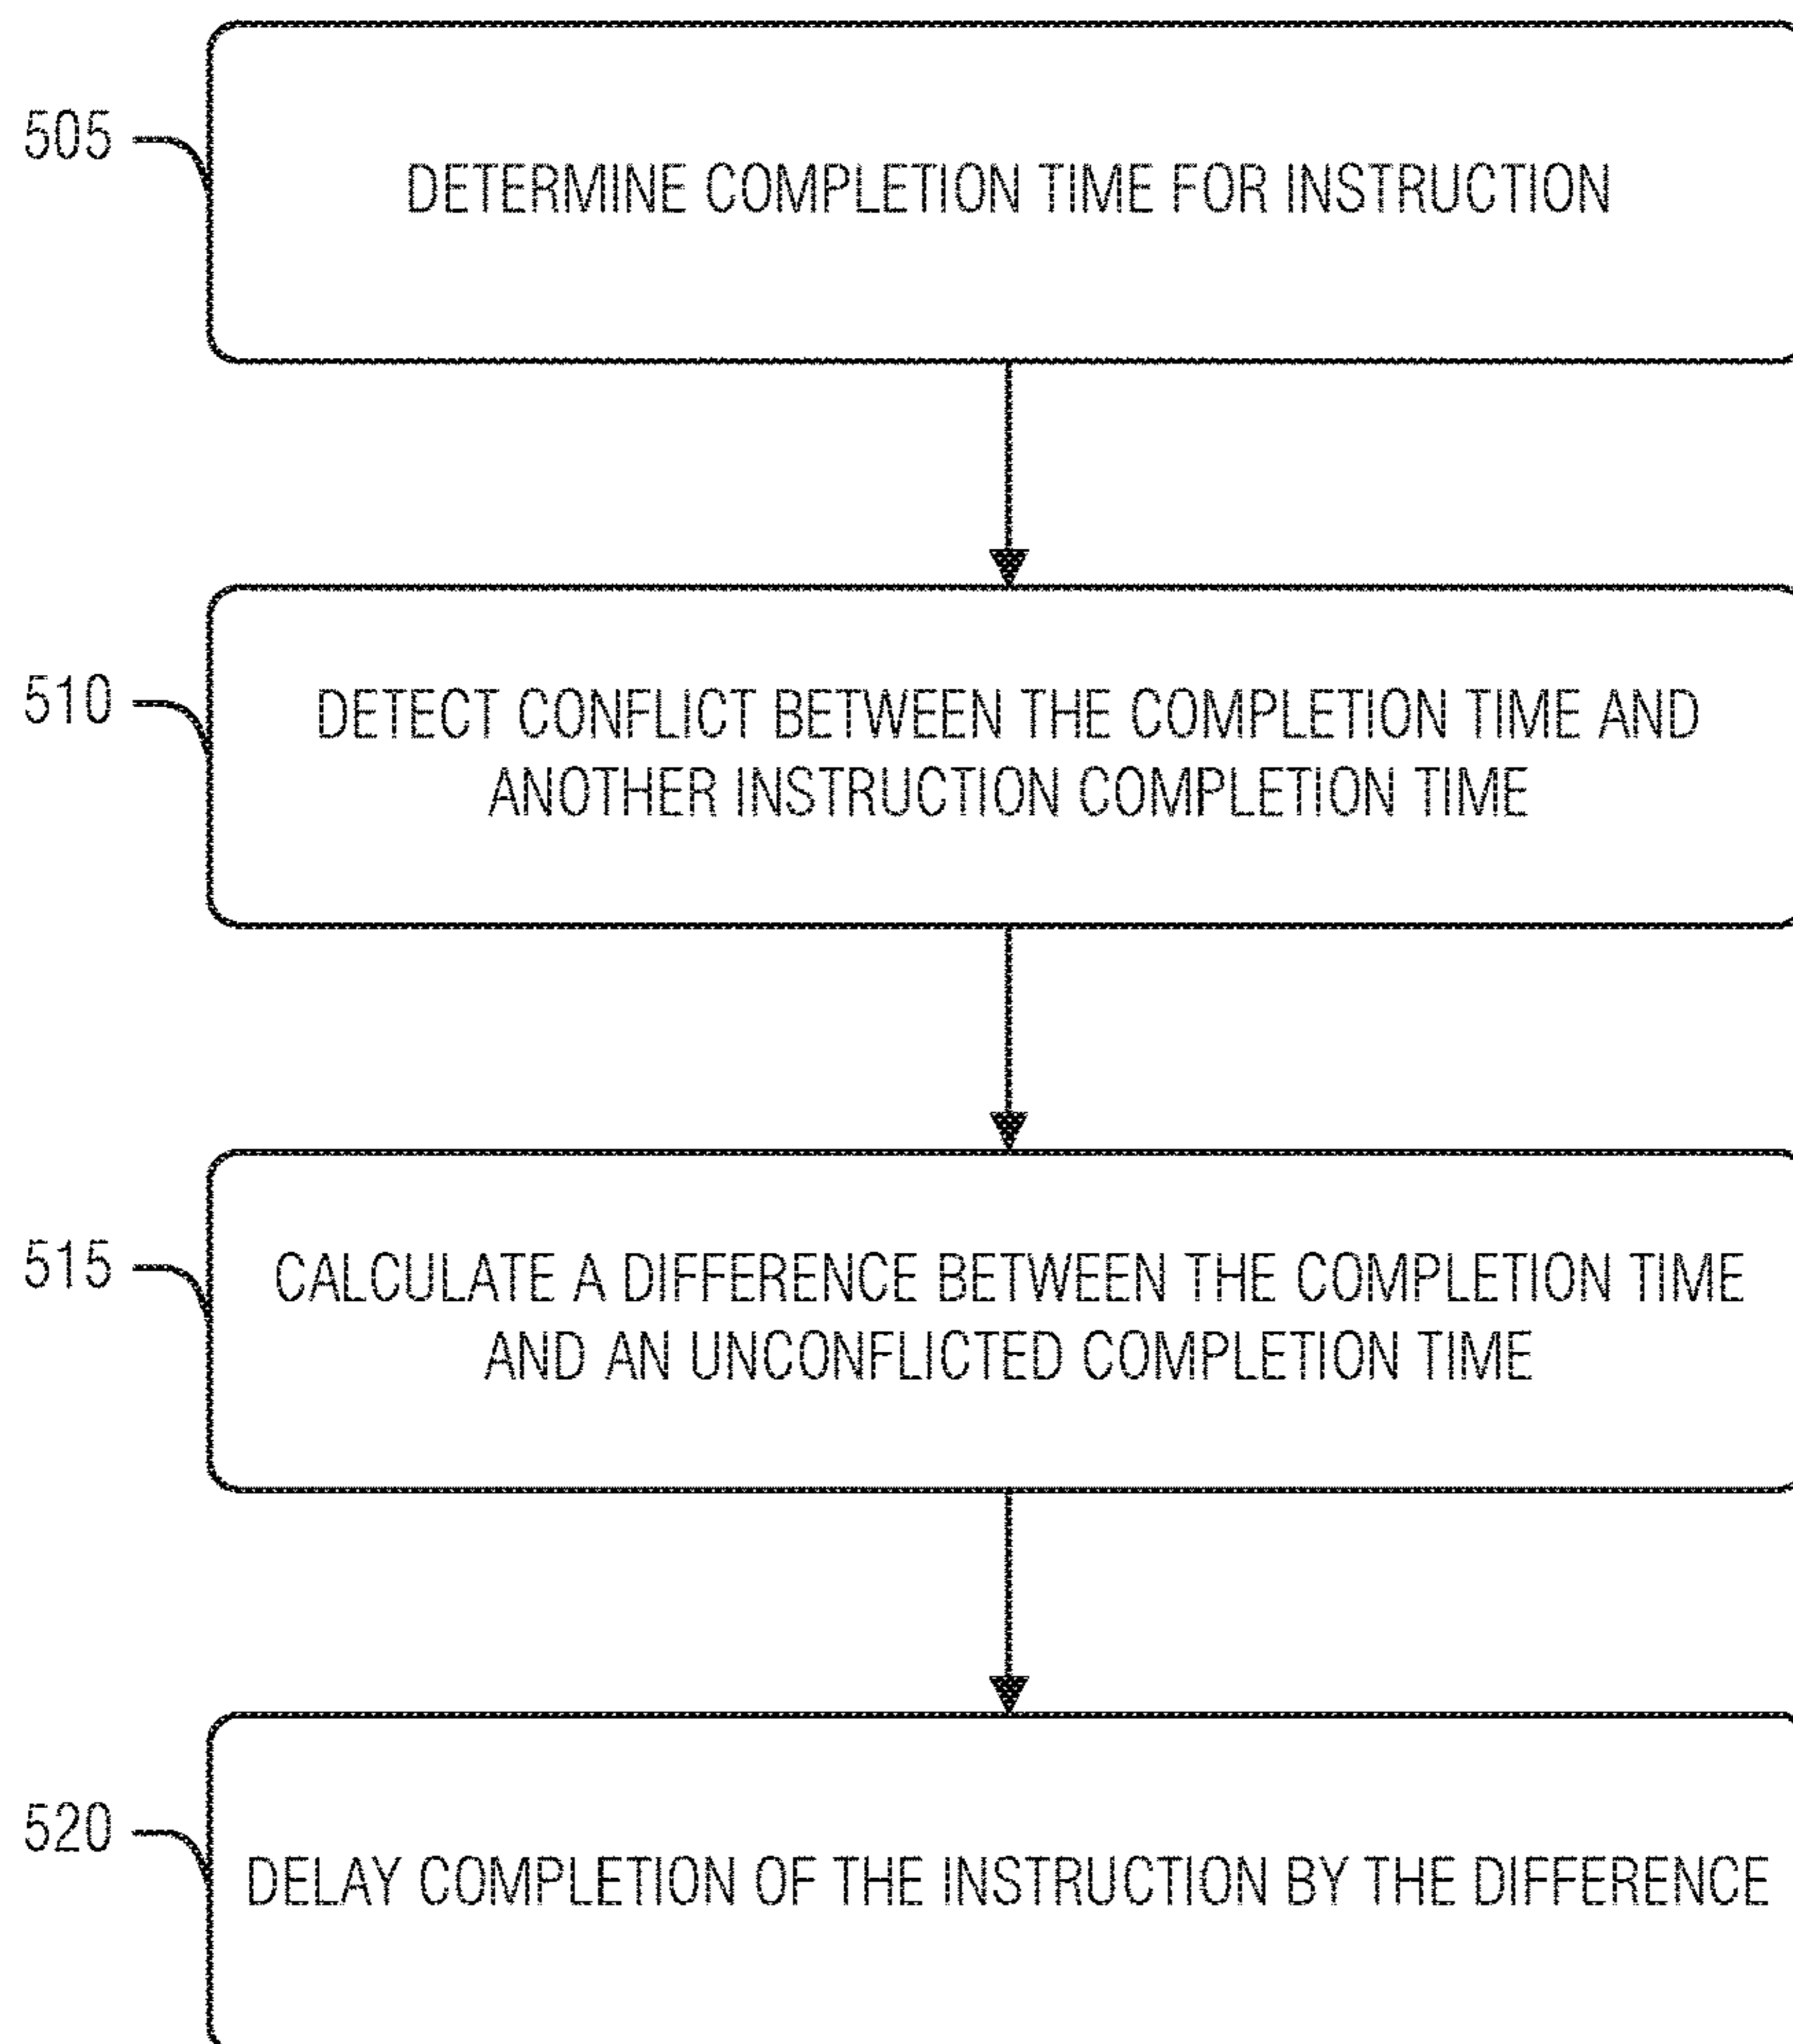 505
DETERMINE COMPLETION TIME FOR INSTRUCTION
510
DETECT CONFLICT BETWEEN THE COMPLETION TIME AND
ANOTHER INSTRUCTION COMPLETION TIME
515
CALCULATE A DIFFERENCE BETWEEN THE COMPLETION TIME
AND AN UNCONFLICTED COMPLETION TIME
520
DELAY COMPLETION OF THE INSTRUCTION BY THE DIFFERENCE